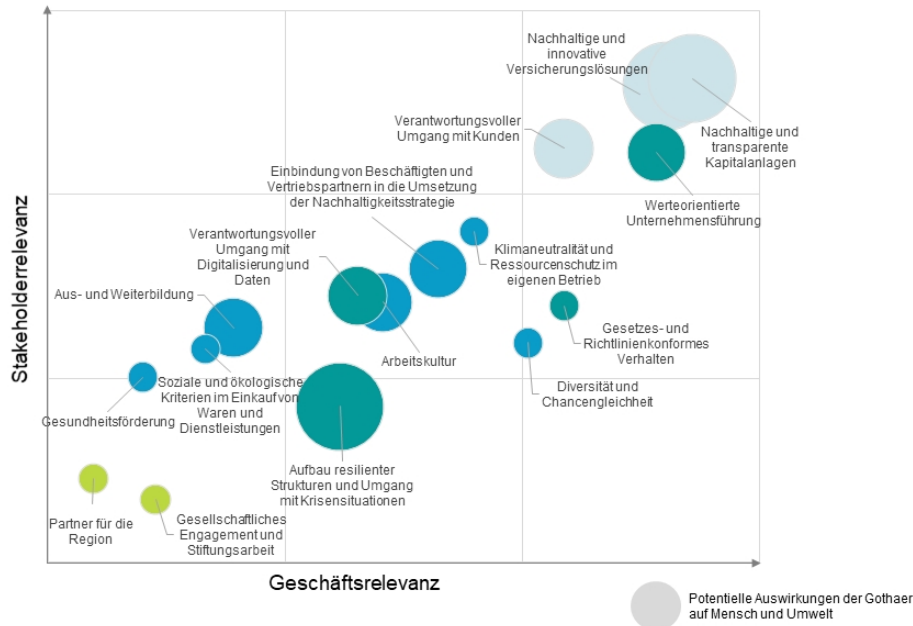 Nachhaltige und
innovative
Versicherungslösungen
Verantwortungsvoller
Umgang mit Kunden
Nachhaltige und
transparente
Kapitalanlagen
Einbindung von Beschäftigten und
Vertriebspartnern in die Umsetzung
der Nachhaltigkeitsstrategie
Werteorientierte
Unternehmensführung
Verantwortungsvoller
Umgang mit
Digitalisierung und
Daten
Klimaneutralität und
Ressourcenschutz im
eigenen Betrieb
Aus- und Weiterbildung
Gesetzes- und
Richtlinienkonformes
Verhalten
Arbeitskultur
Soziale und ökologische
Kriterien im Einkauf von
Waren und
Dienstleistungen
Diversität und
Chancengleichheit
Gesundheitsförderung
Aufbau resilienter
Strukturen und Umgang
mit Krisensituationen
Partner für die
Region
Gesellschaftliches
Engagement und
Stiftungsarbeit
Stakeholderrelevanz
Geschäftsrelevanz
Potentielle Auswirkungen der Gothaer
auf Mensch und Umwelt